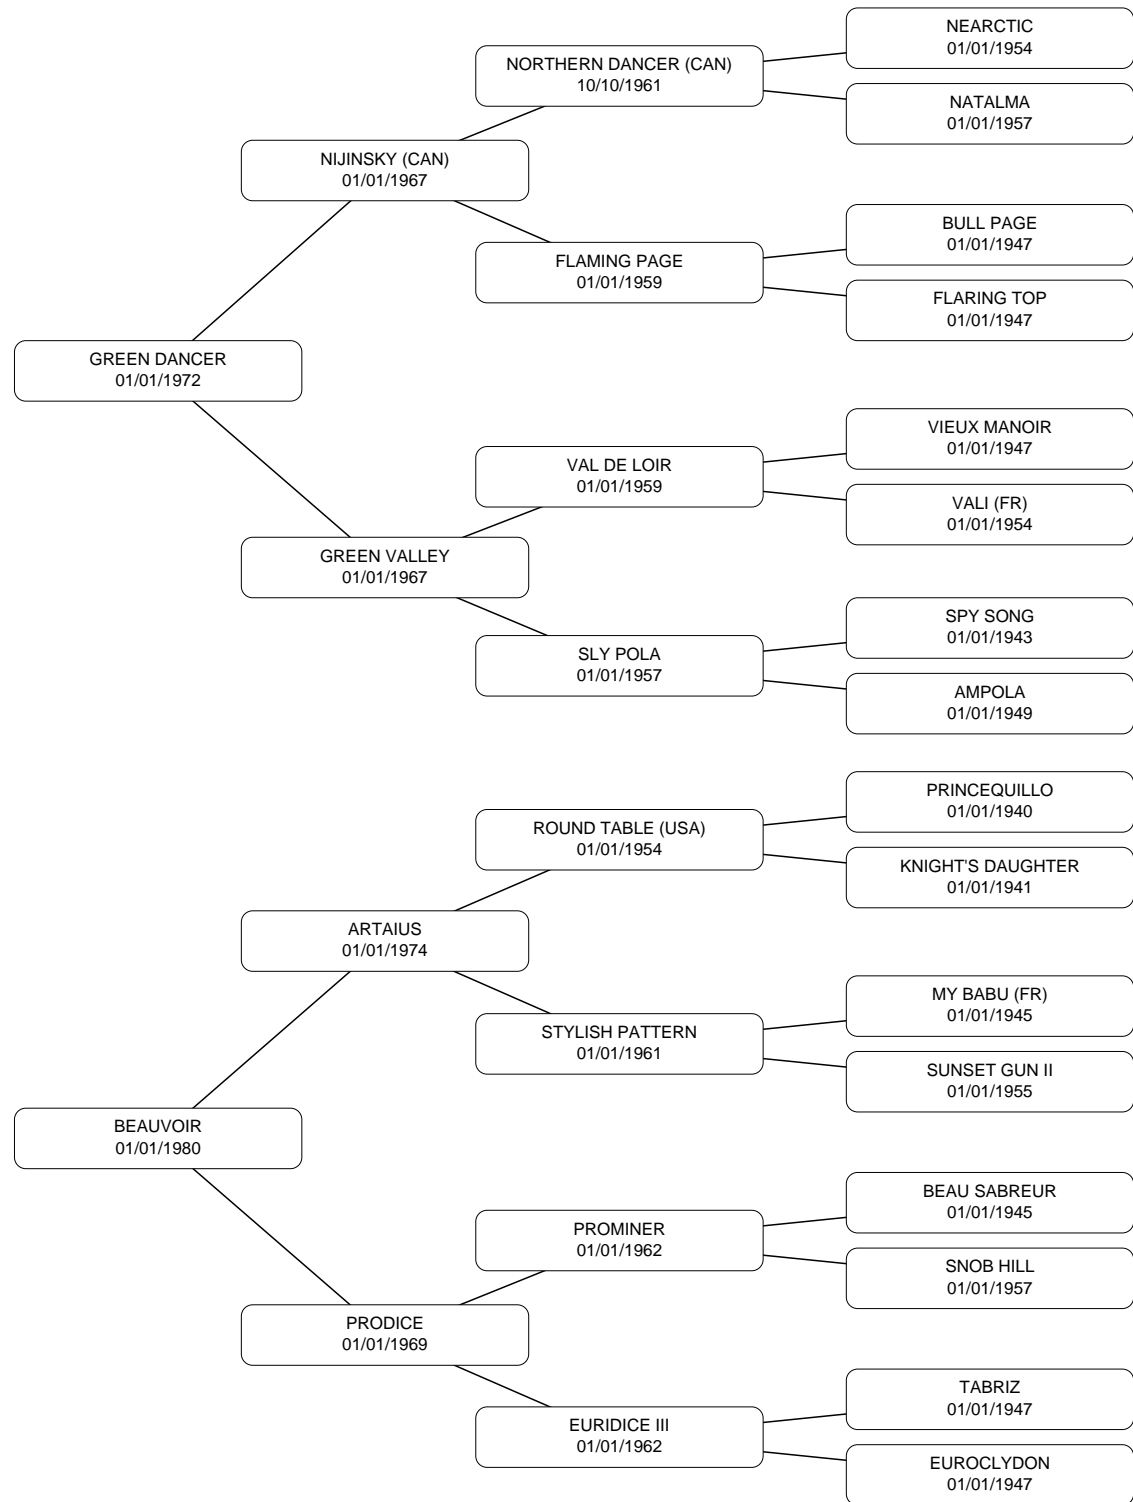 NEARCTIC
01/01/1954
NORTHERN DANCER (CAN)
10/10/1961
NATALMA
01/01/1957
NIJINSKY (CAN)
01/01/1967
BULL PAGE
01/01/1947
FLAMING PAGE
01/01/1959
FLARING TOP
01/01/1947
GREEN DANCER
01/01/1972
VIEUX MANOIR
01/01/1947
VAL DE LOIR
01/01/1959
VALI (FR)
01/01/1954
GREEN VALLEY
01/01/1967
SPY SONG
01/01/1943
SLY POLA
01/01/1957
AMPOLA
01/01/1949
PRINCEQUILLO
01/01/1940
ROUND TABLE (USA)
01/01/1954
KNIGHT'S DAUGHTER
01/01/1941
ARTAIUS
01/01/1974
MY BABU (FR)
01/01/1945
STYLISH PATTERN
01/01/1961
SUNSET GUN II
01/01/1955
BEAUVOIR
01/01/1980
BEAU SABREUR
01/01/1945
PROMINER
01/01/1962
SNOB HILL
01/01/1957
PRODICE
01/01/1969
TABRIZ
01/01/1947
EURIDICE III
01/01/1962
EUROCLYDON
01/01/1947